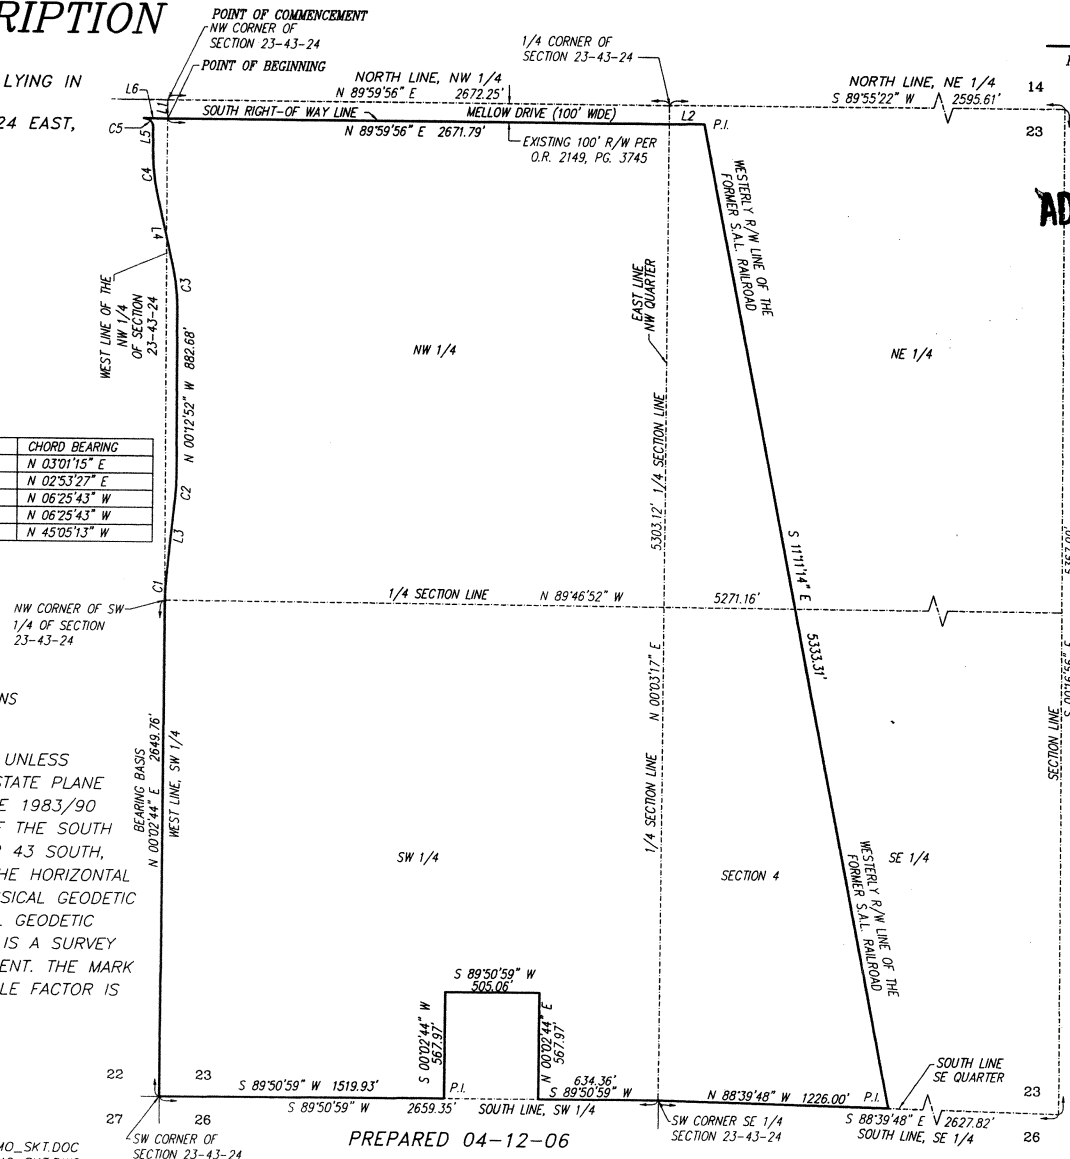 RIPTION
POINT OF COMMENCEMENT
NW CORNER OF
SECTION 23-43-24
POINT OF BEGINNING
1/4 CORNER OF
SECTION 23-43-24
LYING IN
24 EAST,
L6
L1
C5
L5
C4
L4
C3
NORTH LINE, NW 1/4
N 89°59'56" E 2672.25'
SOUTH RIGHT-OF WAY LINE
MELLOW DRIVE (100' WIDE)
N 89°59'56" E 2671.79'
EXISTING 100' R/W PER
O.R. 2149, PG. 3745
L2
P.I.
NORTH LINE, NE 1/4
S 89°55'22" W 2595.61'
14
23
AD
WESTERLY R/W LINE OF THE
FORMER S.A.L. RAILROAD
EAST LINE
NW QUARTER
WEST LINE OF THE
NW 1/4
OF SECTION
23-43-24
N 00°12'52" W 882.68'
NW 1/4
NE 1/4
CHORD BEARING
N 03°01'15" E
N 02°53'27" E
N 06°25'43" W
N 06°25'43" W
N 45°05'13" W
C2
L3
C1
5303.12' 1/4 SECTION LINE
S 11°11'14" E
5333.31'
NW CORNER OF SW
1/4 OF SECTION
23-43-24
1/4 SECTION LINE
N 89°46'52" W
5271.16'
N 00°03'17" E
1/4 SECTION LINE
S 00°16'56" E
SECTION LINE
NS
UNLESS
STATE PLANE
E 1983/90
THE SOUTH
43 SOUTH,
HE HORIZONTAL
SICAL GEODETIC
GEODETIC
IS A SURVEY
ENT. THE MARK
LE FACTOR IS
BEARING BASIS
N 00°02'44" E 2649.76'
WEST LINE, SW 1/4
SW 1/4
SECTION 4
SE 1/4
WESTERLY R/W LINE OF THE
FORMER S.A.L. RAILROAD
S 89°50'59" W
505.06'
S 00°02'44" W
567.97'
N 00°02'44" E
567.97'
22
23
27
26
S 89°50'59" W 1519.93'
P.I.
634.36'
S 89°50'59" W
S 89°50'59" W 2659.35'
SOUTH LINE, SW 1/4
N 88°39'48" W 1226.00'
P.I.
SOUTH LINE
SE QUARTER
23
S 88°39'48" E 2627.82'
SOUTH LINE, SE 1/4
26
SW CORNER SE 1/4
SECTION 23-43-24
SW CORNER OF
SECTION 23-43-24
PREPARED 04-12-06
MO_SKT.DOC